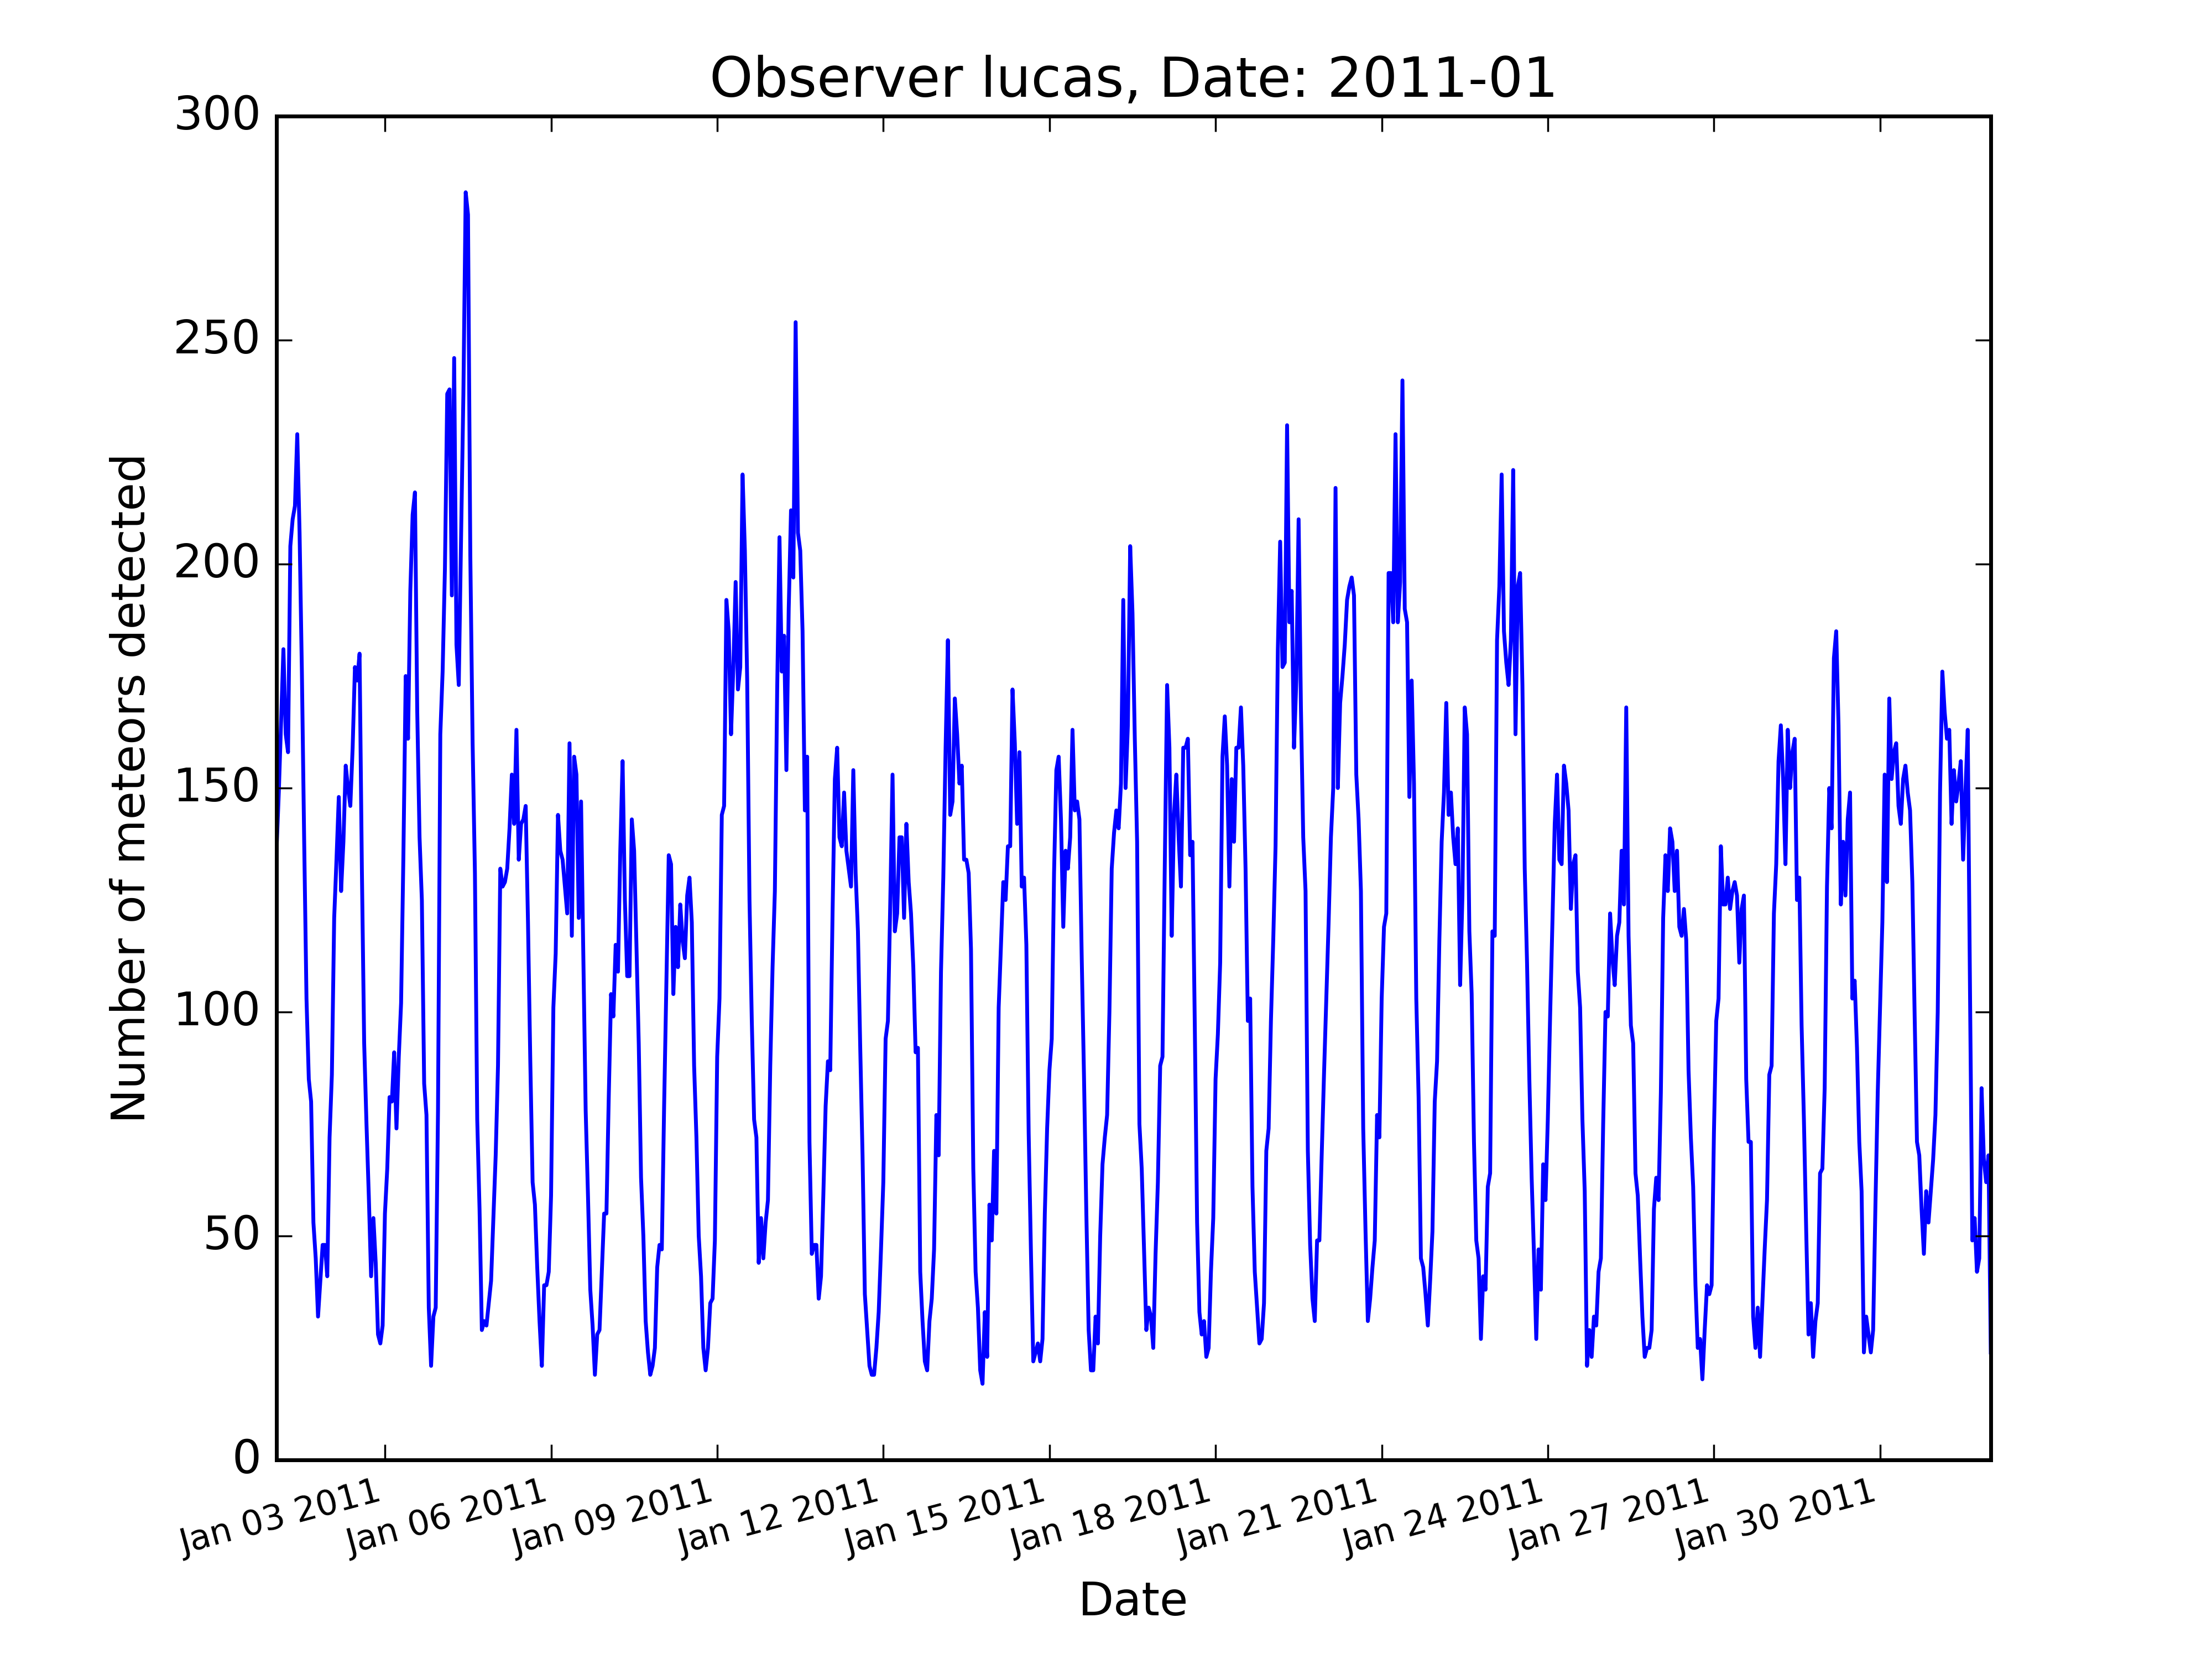 Observer lucas, Date: 2011-01
300
250
200
150
100
50
0
Number of meteors detected
Jan 03 2011
Jan 06 2011
Jan 09 2011
Jan 12 2011
Jan 15 2011
Jan 18 2011
Jan 21 2011
Jan 24 2011
Jan 27 2011
Jan 30 2011
Date